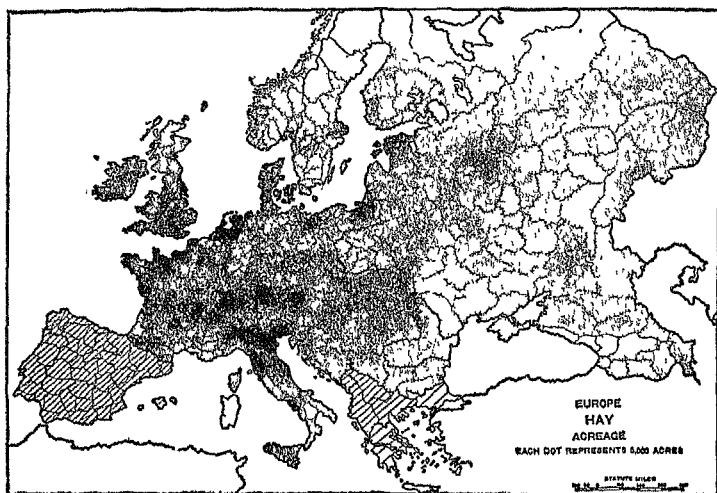 EUROPE
HAY
ACREAGE
EACH DOT REPRESENTS 5,000 ACRES
STATUTE MILES